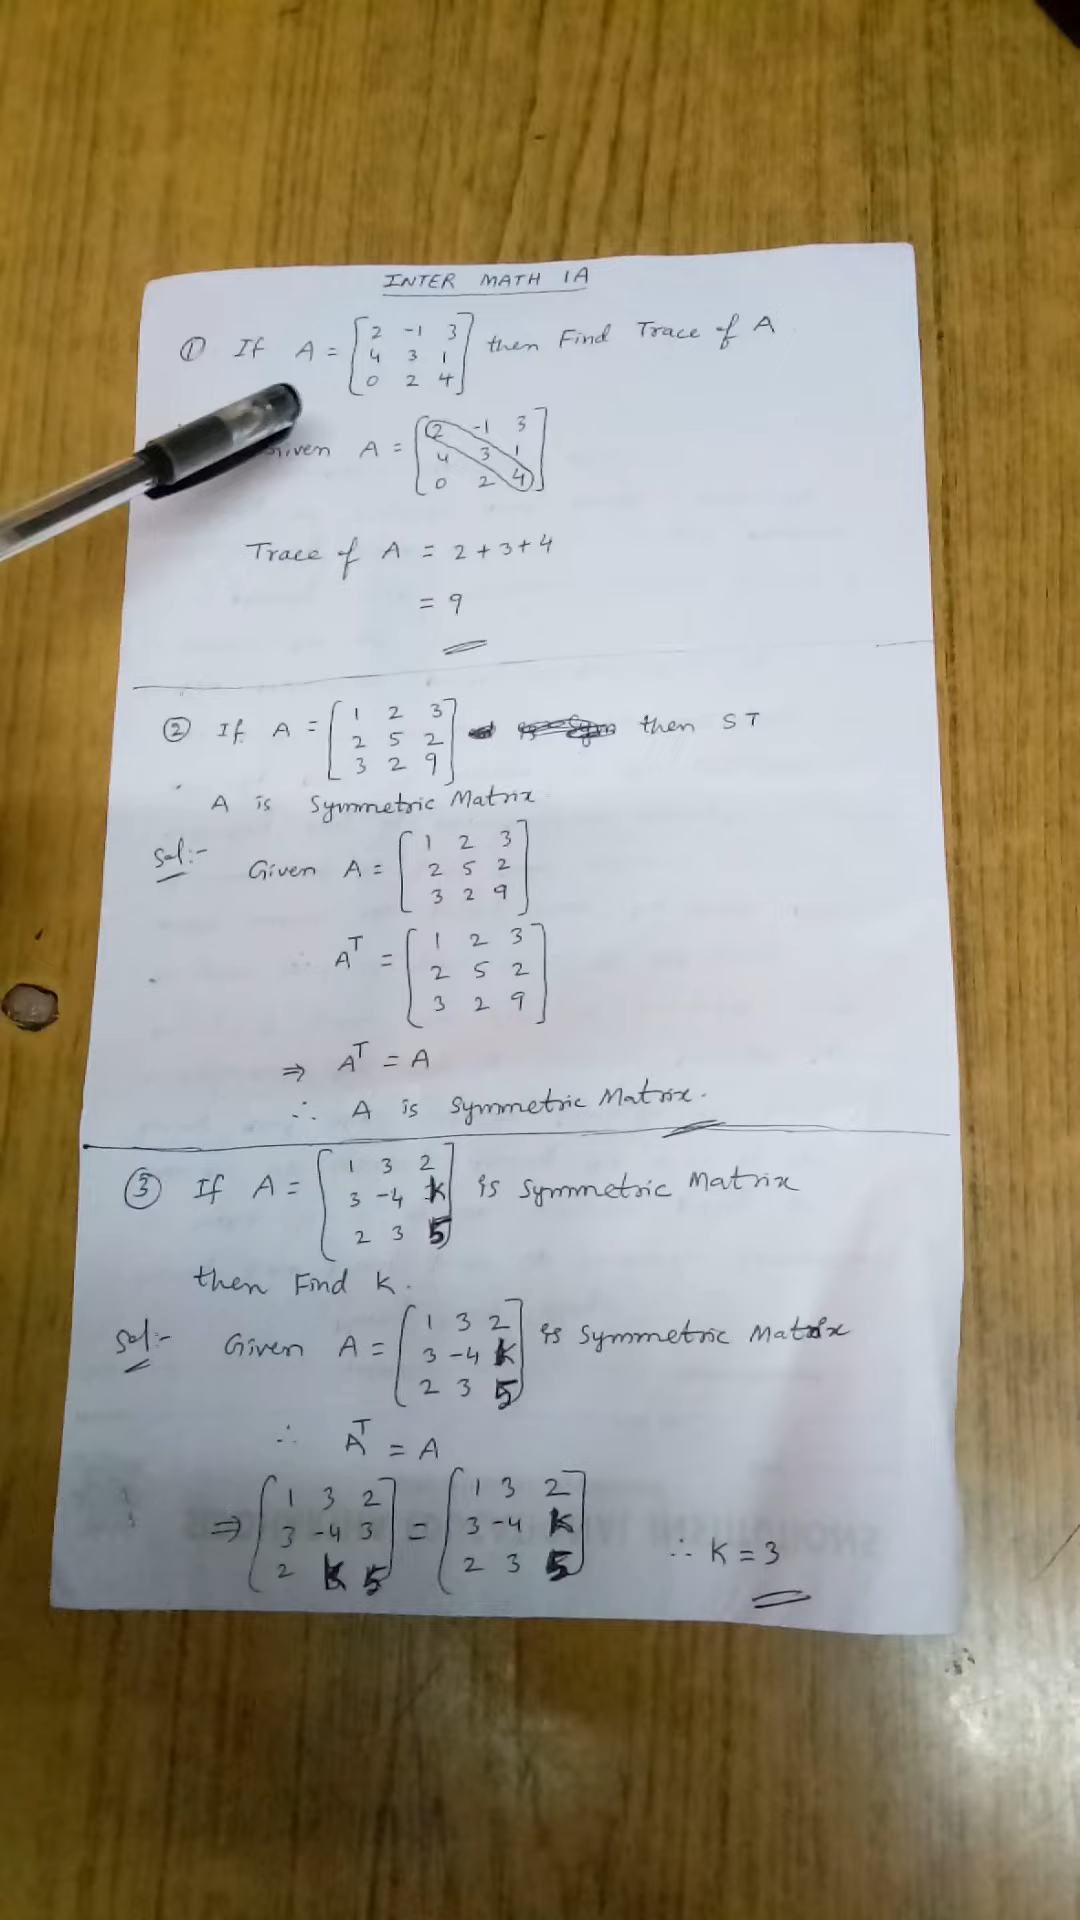 INTER MATH 1A
① If A = [2 -1 3
4 3 1
0 2 4] then Find Trace of A
Given A = [2 -1 3
4 3 1
0 2 4]
Trace of A = 2+3+4
= 9
② If A = [1 2 3
2 5 2
3 2 9] then ST
A is Symmetric Matrix
Sol:- Given A = [1 2 3
2 5 2
3 2 9]
∴ Aᵀ = [1 2 3
2 5 2
3 2 9]
⇒ Aᵀ = A
∴ A is Symmetric Matrix.
③ If A = [1 3 2
3 -4 k
2 3 5] is Symmetric Matrix
then Find k.
Sol:- Given A = [1 3 2
3 -4 k
2 3 5] is Symmetric Matrix
∴ Aᵀ = A
⇒ [1 3 2
3 -4 3
2 k 5] = [1 3 2
3 -4 k
2 3 5] ∴ K = 3